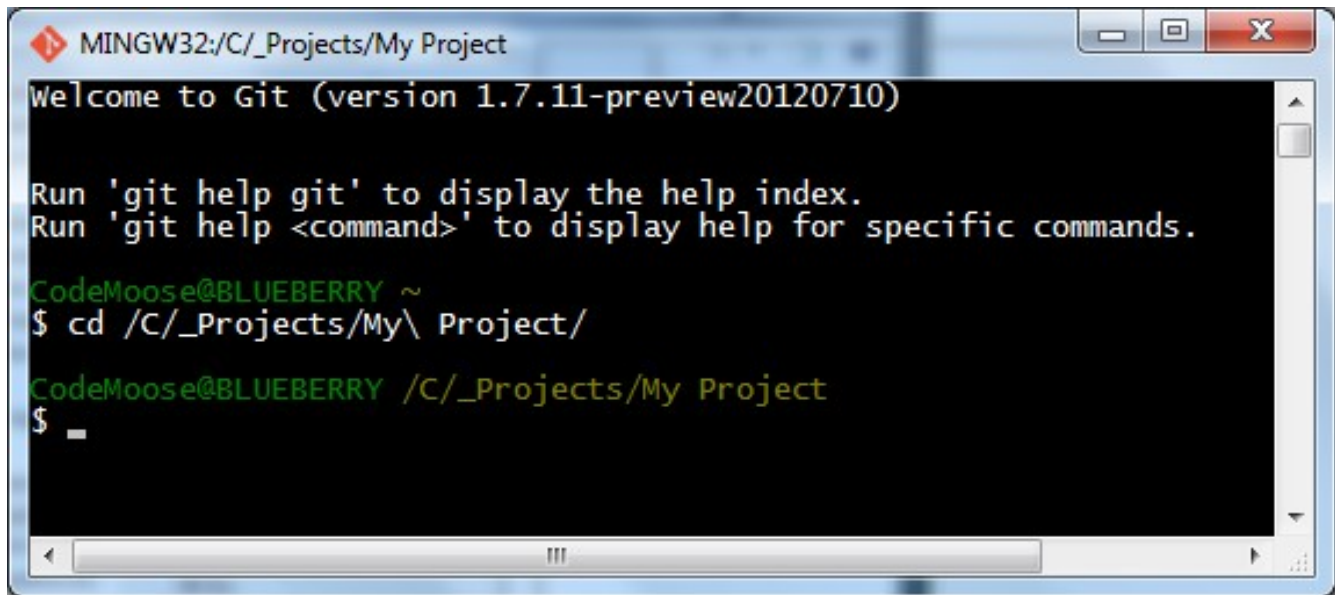 MINGW32:/C/_Projects/My Project
Welcome to Git (version 1.7.11-preview20120710)
Run 'git help git' to display the help index.
Run 'git help <command>' to display help for specific commands.
CodeMoose@BLUEBERRY ~
$ cd /C/_Projects/My\ Project/
CodeMoose@BLUEBERRY /C/_Projects/My Project
$